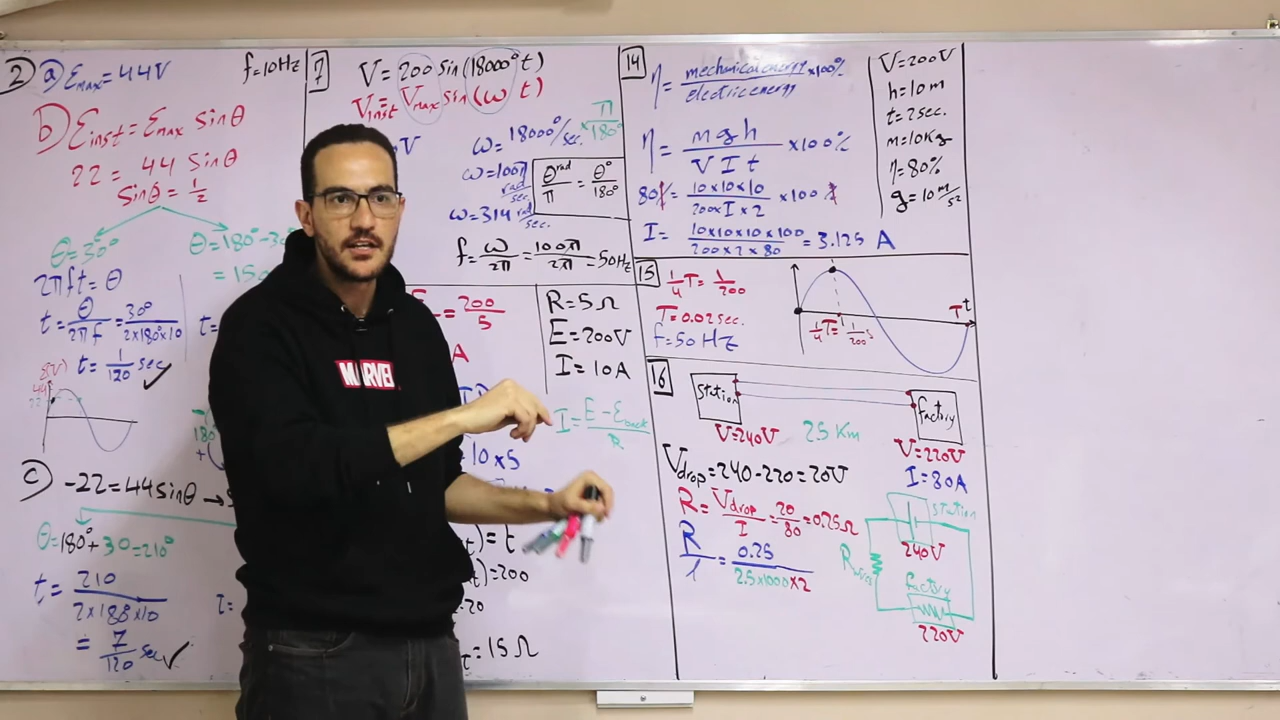 2 a) Ɛmax = 44V
f = 10Hz
b) Ɛinst = Ɛmax sinθ
22 = 44 sinθ
sinθ = 1/2
θ = 30°
θ = 180° - 30
= 15
2πft = θ
t = θ/2πf = 30°/2×180×10
t =
t = 1/120 sec
c) -22 = 44 sinθ →
θ = 180° + 30 = 210°
t = 210/2×180×10
= 7/120 sec
V = 200 sin(18000° t)
Vinst = Vmax sin(ω t)
V
ω = 18000°/sec. × π/180°
ω = 100π rad/sec.
ω = 314 rad/sec.
θ^rad/π = θ°/180°
f = ω/2π = 100π/2π = 50Hz
= 200/5
A
R = 5Ω
E = 200V
I = 10A
I = E - Ɛback/R
10 × 5
) = t
) = 200
= 15 Ω
14
η = mechanical energy/electric energy × 100%
η = mgh/VIt × 100%
80% = 10×10×10/200×I×2 × 100%
I = 10×10×10×100/200×2×80 = 3.125 A
V = 200V
h = 10m
t = 2sec.
m = 10Kg
η = 80%
g = 10 m/s²
15
1/4 T = 1/200
T = 0.02 sec.
f = 50 Hz
1/4 T = 1/200 s
T t
16
Station
factory
V = 240V
2.5 Km
V = 220V
I = 80A
Vdrop = 240 - 220 = 20V
R = Vdrop/I = 20/80 = 0.25Ω
R/l = 0.25/2.5×1000×2
station
240V
Rwires
factory
220V
MARVEL